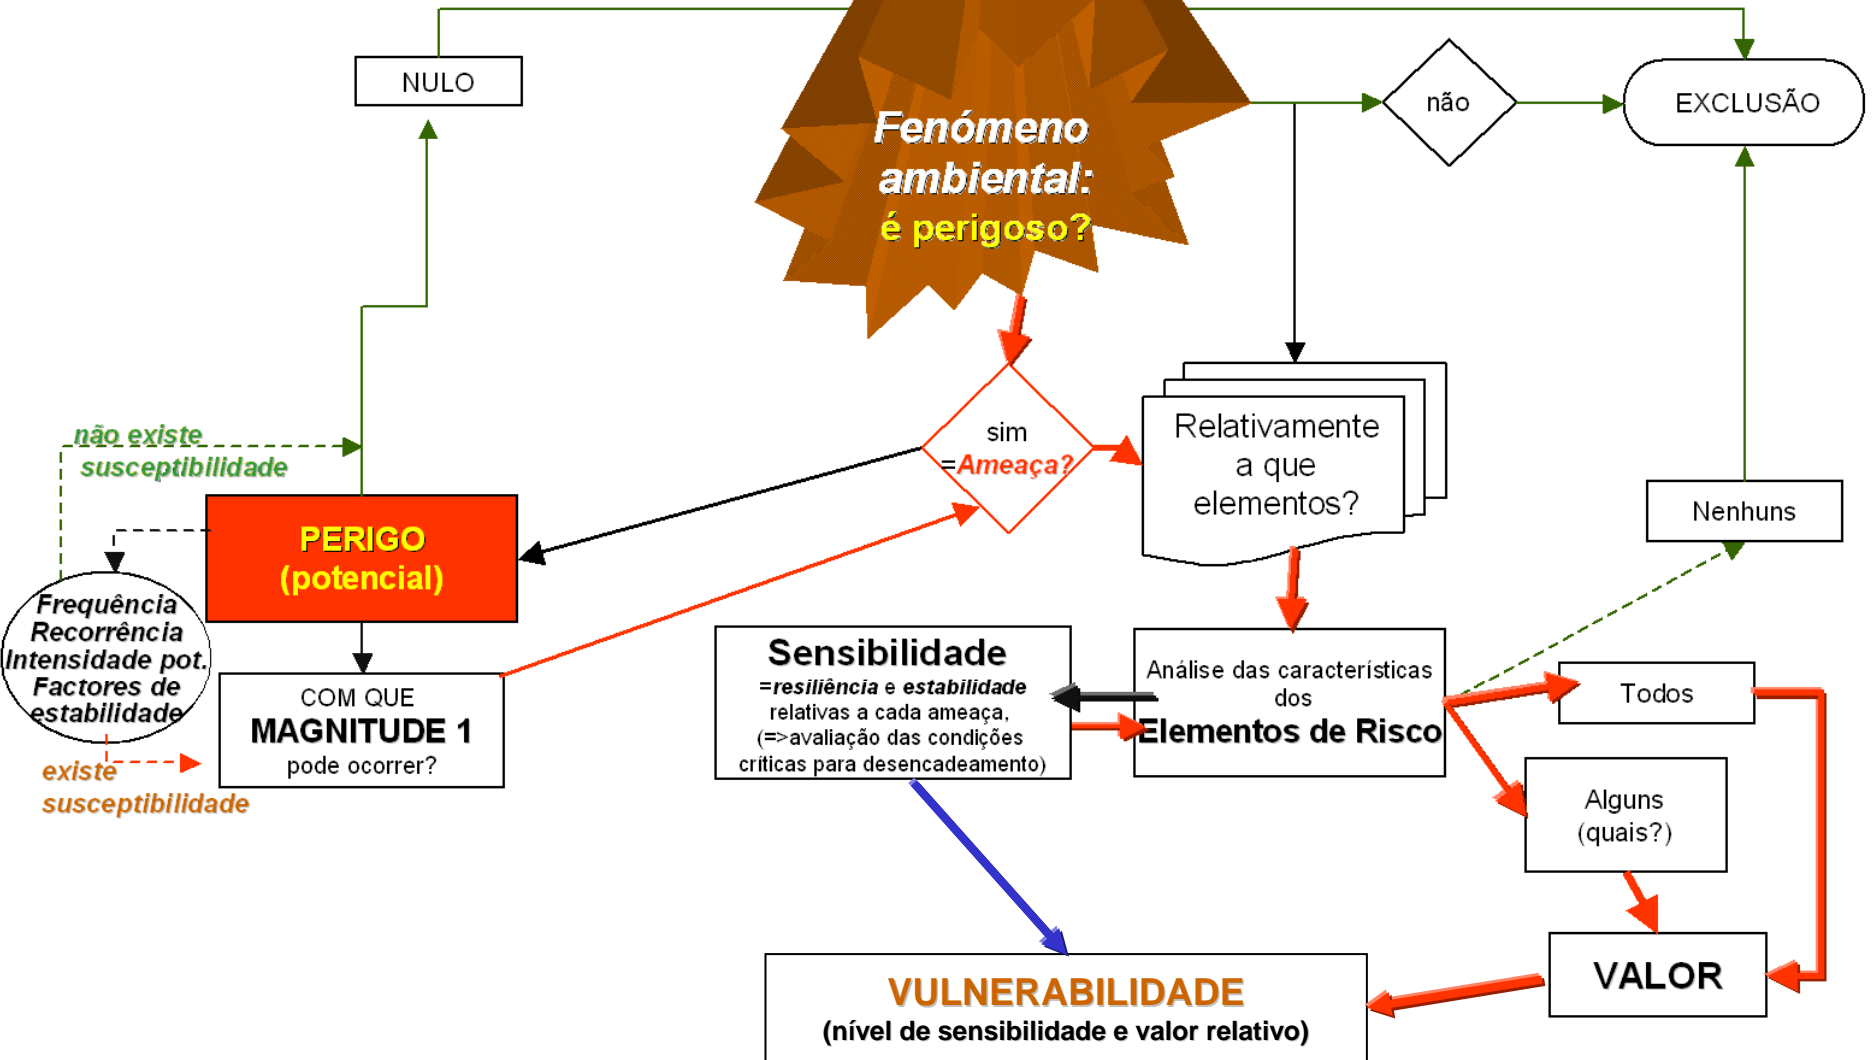 NULO
Fenómeno
ambiental:
é perigoso?
não
EXCLUSÃO
sim
=Ameaça?
Relativamente
a que
elementos?
não existe
susceptibilidade
PERIGO
(potencial)
Nenhuns
Frequência
Recorrência
Intensidade pot.
Factores de
estabilidade
COM QUE
MAGNITUDE 1
pode ocorrer?
existe
susceptibilidade
Sensibilidade
=resiliência e estabilidade
relativas a cada ameaça,
(=>avaliação das condições
críticas para desencadeamento)
Análise das características
dos
Elementos de Risco
Todos
Alguns
(quais?)
VALOR
VULNERABILIDADE
(nível de sensibilidade e valor relativo)